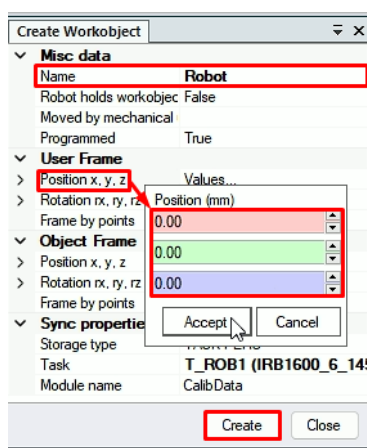 Create Workobject
Misc data
Name Robot
Robot holds workobjec False
Moved by mechanical
Programmed True
User Frame
Position x, y, z Values...
Rotation rx, ry, rz Position (mm)
Frame by points 0.00
Object Frame 0.00
Position x, y, z
Rotation rx, ry, rz 0.00
Frame by points
Sync propertie Accept Cancel
Storage type
Task T_ROB1 (IRB1600_6_145
Module name CalibData
Create Close